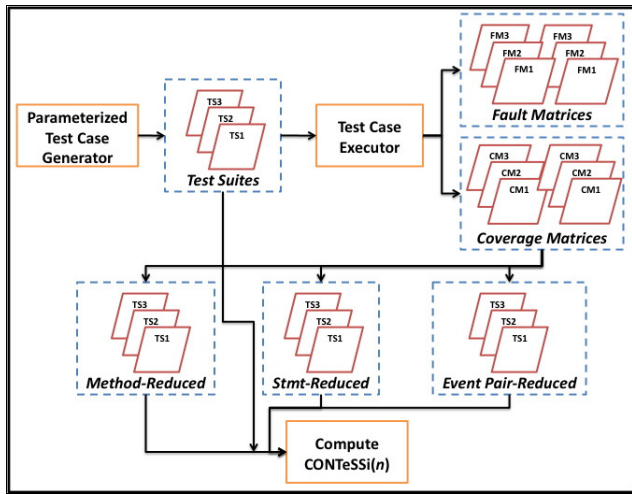 FM3
FM2
FM1
FM3
FM2
FM1
Fault Matrices
Parameterized
Test Case
Generator
TS3
TS2
TS1
Test Suites
Test Case
Executor
CM3
CM2
CM1
CM3
CM2
CM1
Coverage Matrices
TS3
TS2
TS1
Method-Reduced
TS3
TS2
TS1
Stmt-Reduced
TS3
TS2
TS1
Event Pair-Reduced
Compute
CONTeSSi(n)